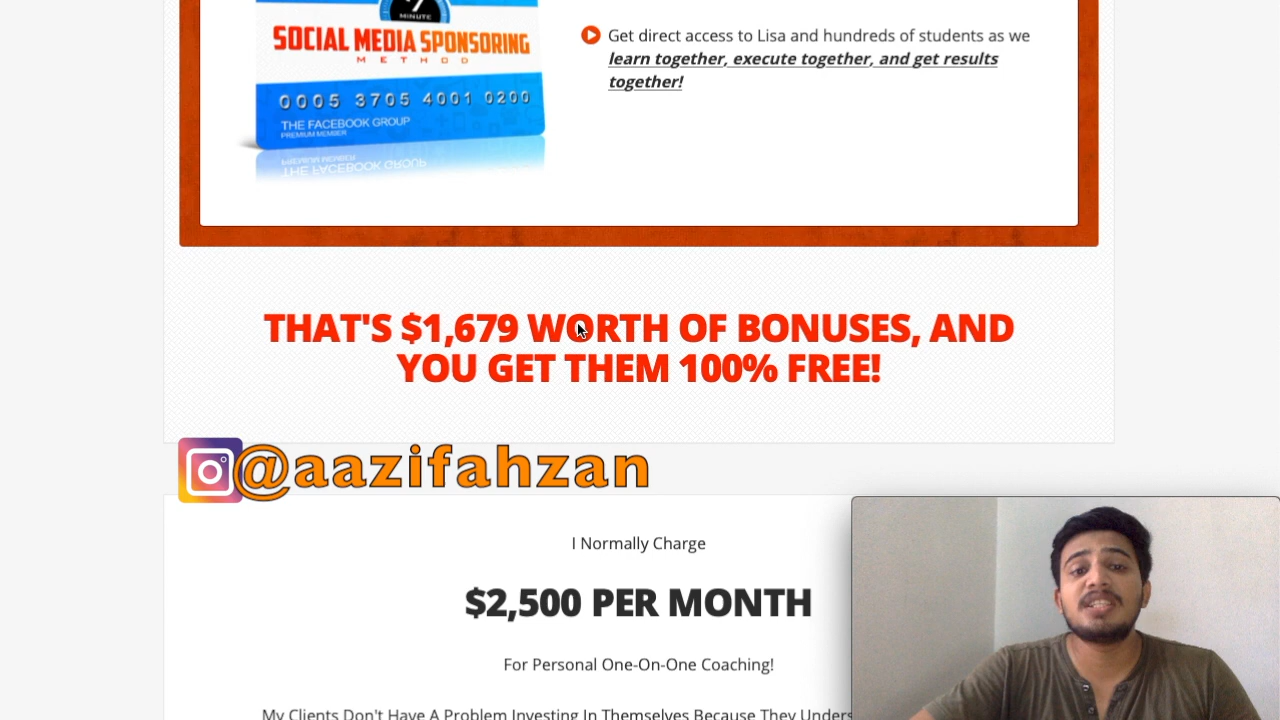 MINUTE
SOCIAL MEDIA SPONSORING
METHOD
0005 3705 4001 0200
THE FACEBOOK GROUP
PREMIUM MEMBER
Get direct access to Lisa and hundreds of students as we
learn together, execute together, and get results
together!
THAT'S $1,679 WORTH OF BONUSES, AND
YOU GET THEM 100% FREE!
@aazifahzan
I Normally Charge
$2,500 PER MONTH
For Personal One-On-One Coaching!
My Clients Don't Have A Problem Investing In Themselves Because They